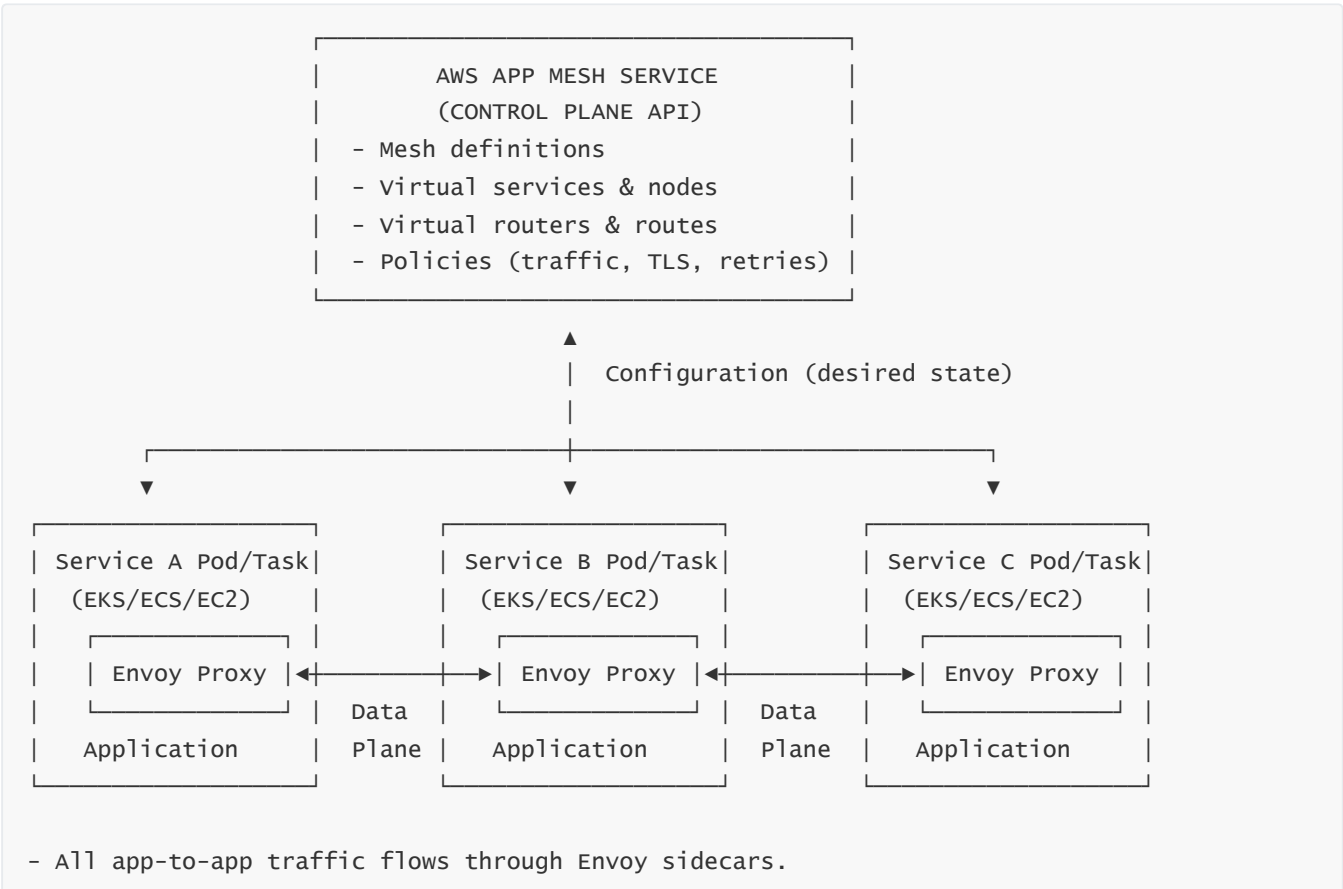 AWS APP MESH SERVICE
(CONTROL PLANE API)
- Mesh definitions
- Virtual services & nodes
- Virtual routers & routes
- Policies (traffic, TLS, retries)
Configuration (desired state)
Service A Pod/Task Service B Pod/Task Service C Pod/Task
(EKS/ECS/EC2) (EKS/ECS/EC2) (EKS/ECS/EC2)
Envoy Proxy Envoy Proxy Envoy Proxy
Data Data
Application Plane Application Plane Application
- All app-to-app traffic flows through Envoy sidecars.